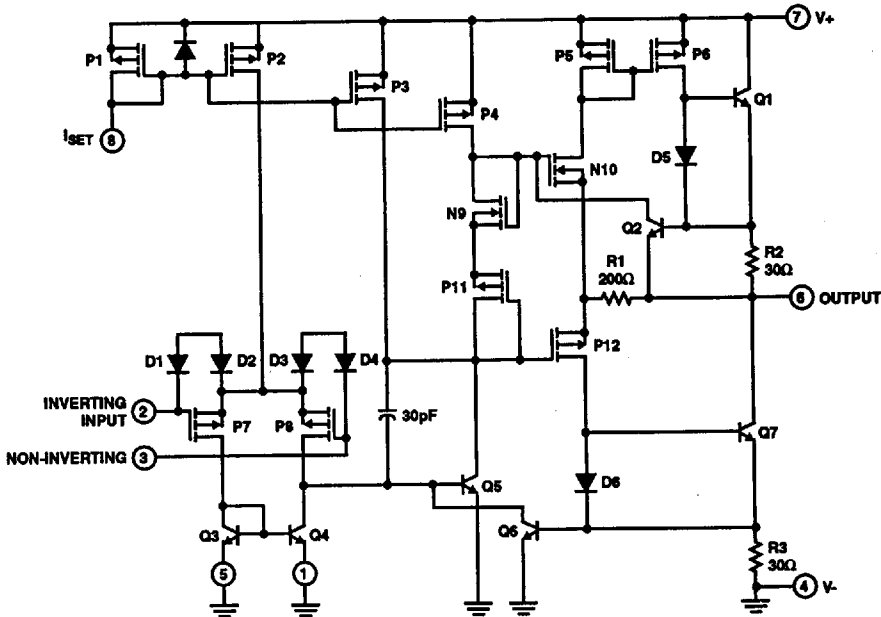 7 V+
P1
P2
P3
P4
P5
P6
Q1
I SET 8
D5
N10
N9
Q2
R1
200Ω
R2
30Ω
6 OUTPUT
P11
P12
D1
D2
D3
D4
INVERTING
INPUT
2
P7
P8
30pF
NON-INVERTING 3
Q7
D6
Q5
Q3
Q4
Q6
5
1
R3
30Ω
4 V-